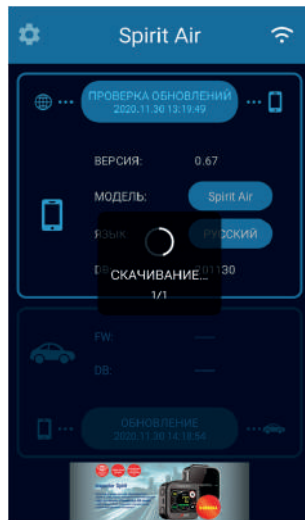 Spirit Air
ПРОВЕРКА ОБНОВЛЕНИЙ
2020.11.30 13:19:49
ВЕРСИЯ: 0.67
МОДЕЛЬ: Spirit Air
ЯЗЫК РУССКИЙ
СКАЧИВАНИЕ...
1/1
FW: —
DB: —
ОБНОВЛЕНИЕ
2020.11.30 14:18:54